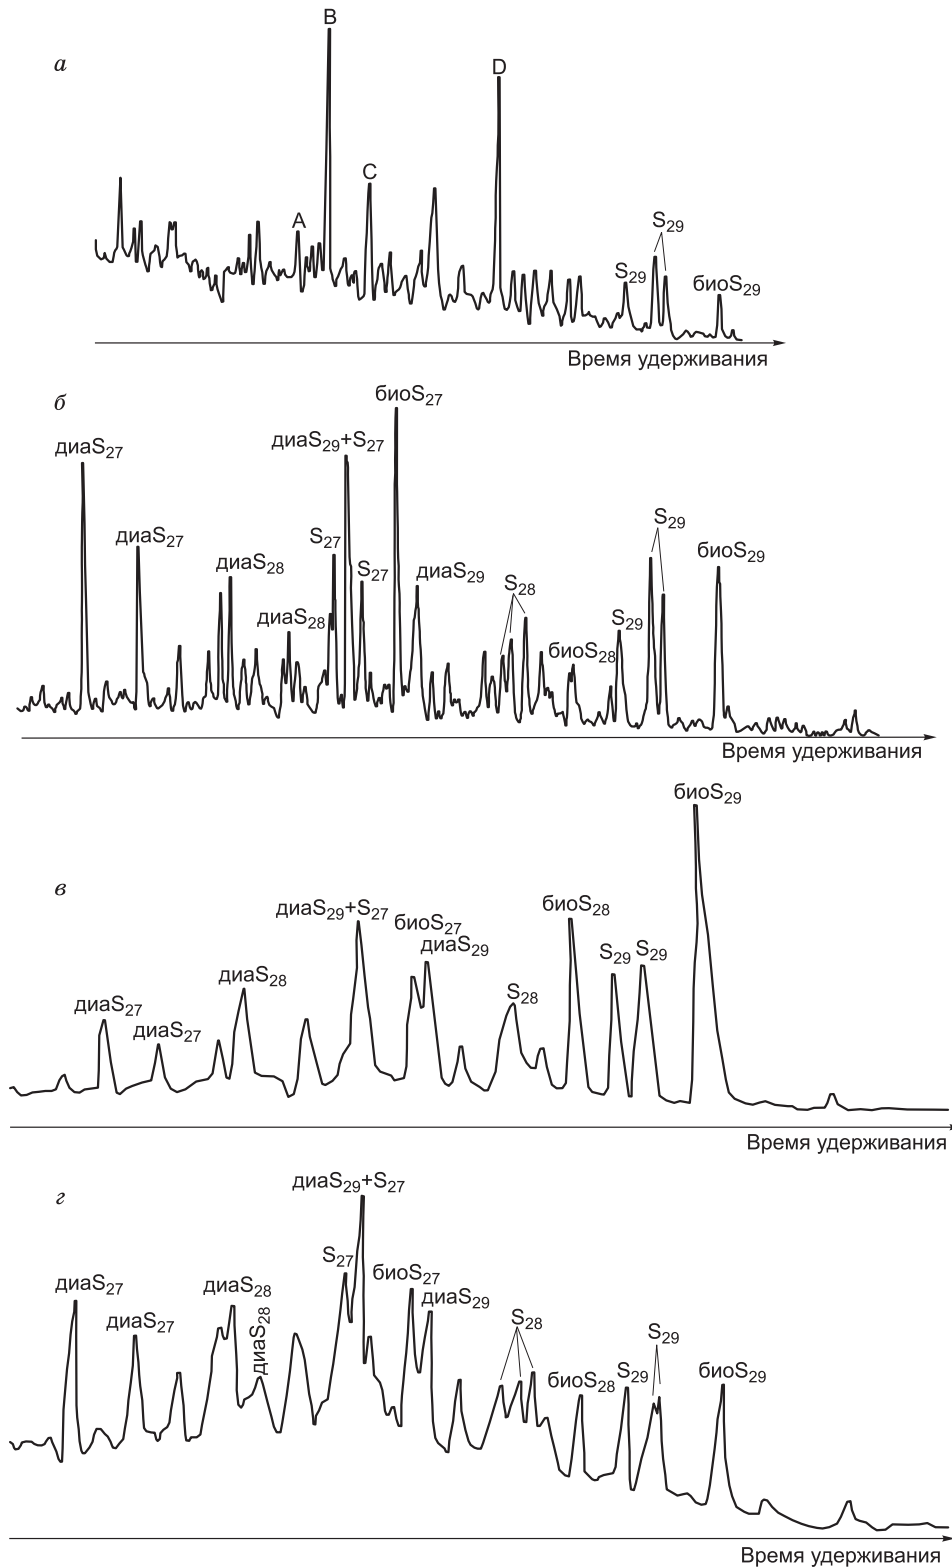 а
B
D
C
A
S29
S29
биоS29
Время удерживания
б
биоS27
диаS29+S27
диаS27
диаS27
S27
диаS28
S27
диаS29
диаS28
S28
S29
биоS29
S29
биоS28
Время удерживания
в
биоS29
диаS29+S27
биоS27
диаS29
биоS28
S29
S29
диаS28
S28
диаS27
диаS27
Время удерживания
г
диаS29+S27
S27
биоS27
диаS27
диаS28
диаS29
диаS27
диаS28
S28
S29
биоS28
S29
биоS29
Время удерживания